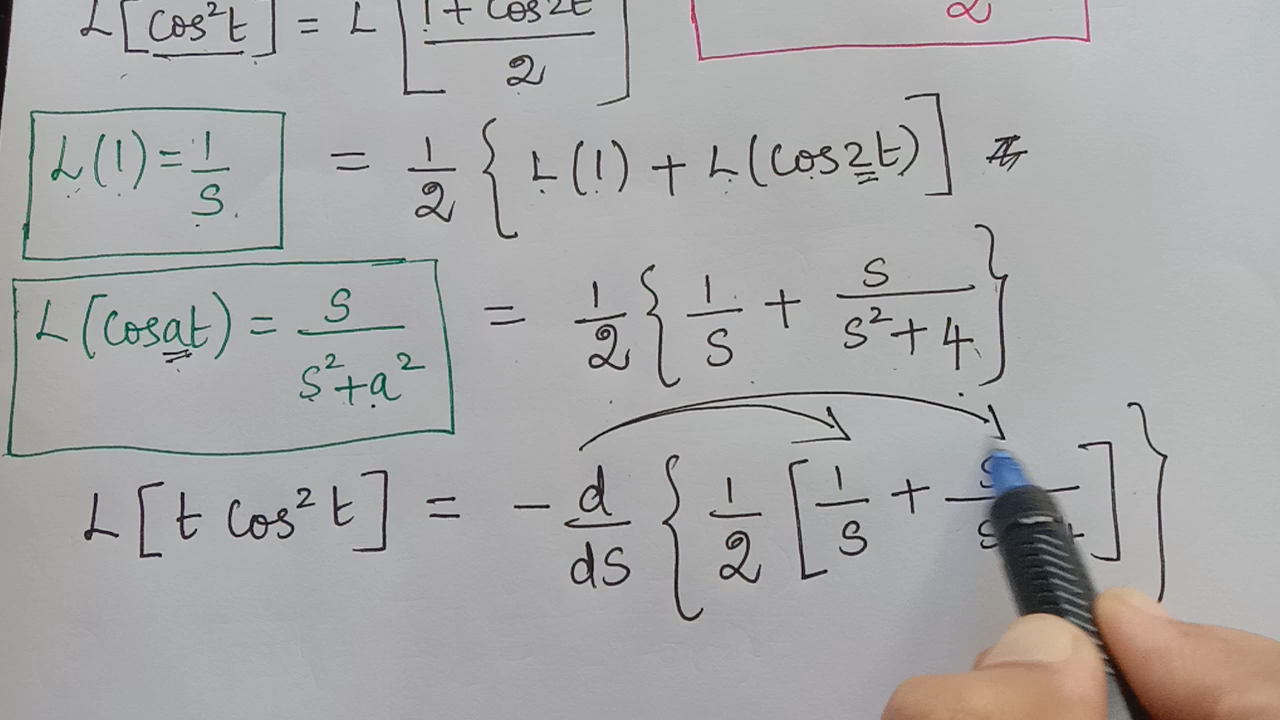 L[cos²t] = L[(1 + cos2t)/2]
2
L(1) = 1/s
= 1/2 { L(1) + L(cos2t) ]
L(cosat) = s/(s²+a²)
= 1/2 { 1/s + s/(s²+4) }
L[t cos²t] = - d/ds { 1/2 [ 1/s + s/s